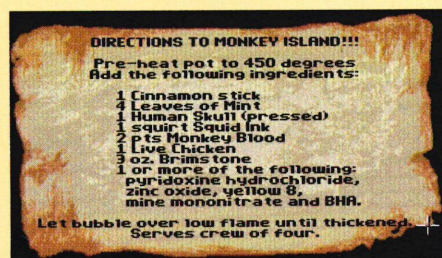 DIRECTIONS TO MONKEY ISLAND!!!
Pre-heat pot to 450 degrees
Add the following ingredients:
1 Cinnamon stick
4 Leaves of Mint
1 Human Skull (pressed)
1 squirt Squid Ink
2 pts Monkey Blood
1 Live Chicken
3 oz. Brimstone
1 or more of the following:
pyridoxine hydrochloride,
zinc oxide, yellow 8,
mine mononitrate and BHA.
Let bubble over low flame until thickened.
Serves crew of four.